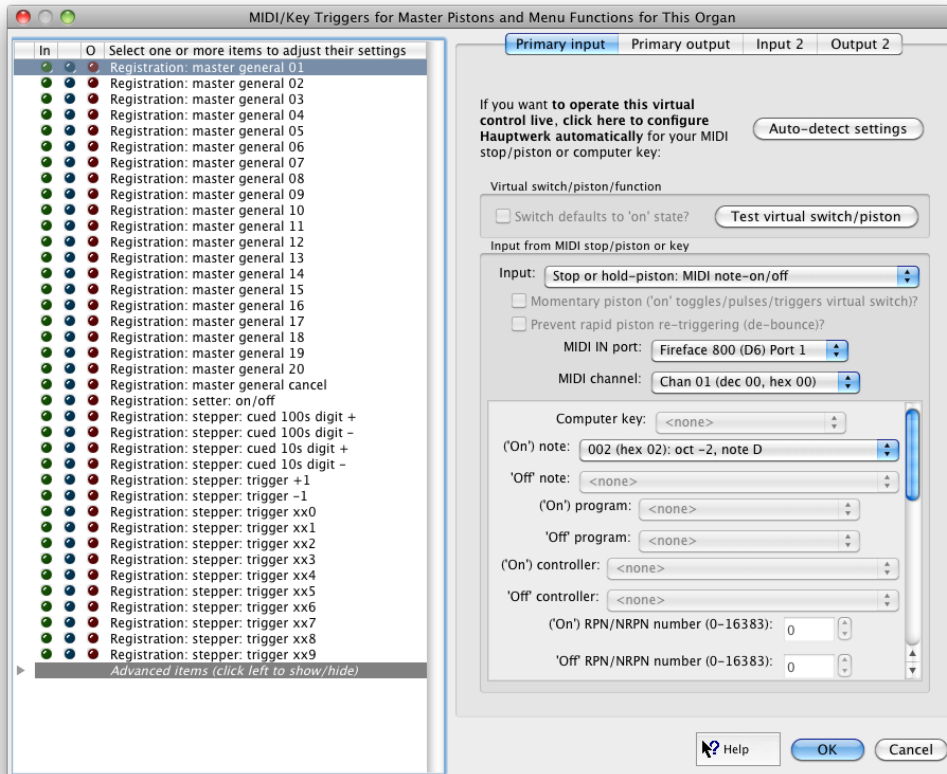 MIDI/Key Triggers for Master Pistons and Menu Functions for This Organ
In O Select one or more items to adjust their settings
Registration: master general 01
Registration: master general 02
Registration: master general 03
Registration: master general 04
Registration: master general 05
Registration: master general 06
Registration: master general 07
Registration: master general 08
Registration: master general 09
Registration: master general 10
Registration: master general 11
Registration: master general 12
Registration: master general 13
Registration: master general 14
Registration: master general 15
Registration: master general 16
Registration: master general 17
Registration: master general 18
Registration: master general 19
Registration: master general 20
Registration: master general cancel
Registration: setter: on/off
Registration: stepper: cued 100s digit +
Registration: stepper: cued 100s digit -
Registration: stepper: cued 10s digit +
Registration: stepper: cued 10s digit -
Registration: stepper: trigger +1
Registration: stepper: trigger -1
Registration: stepper: trigger xx0
Registration: stepper: trigger xx1
Registration: stepper: trigger xx2
Registration: stepper: trigger xx3
Registration: stepper: trigger xx4
Registration: stepper: trigger xx5
Registration: stepper: trigger xx6
Registration: stepper: trigger xx7
Registration: stepper: trigger xx8
Registration: stepper: trigger xx9
Advanced items (click left to show/hide)
Primary input Primary output Input 2 Output 2
If you want to operate this virtual
control live, click here to configure
Hauptwerk automatically for your MIDI
stop/piston or computer key:
Auto-detect settings
Virtual switch/piston/function
Switch defaults to 'on' state? Test virtual switch/piston
Input from MIDI stop/piston or key
Input: Stop or hold-piston: MIDI note-on/off
Momentary piston ('on' toggles/pulses/triggers virtual switch)?
Prevent rapid piston re-triggering (de-bounce)?
MIDI IN port: Fireface 800 (D6) Port 1
MIDI channel: Chan 01 (dec 00, hex 00)
Computer key: <none>
('On') note: 002 (hex 02): oct -2, note D
'Off' note: <none>
('On') program: <none>
'Off' program: <none>
('On') controller: <none>
'Off' controller: <none>
('On') RPN/NRPN number (0-16383): 0
'Off' RPN/NRPN number (0-16383): 0
Help OK Cancel